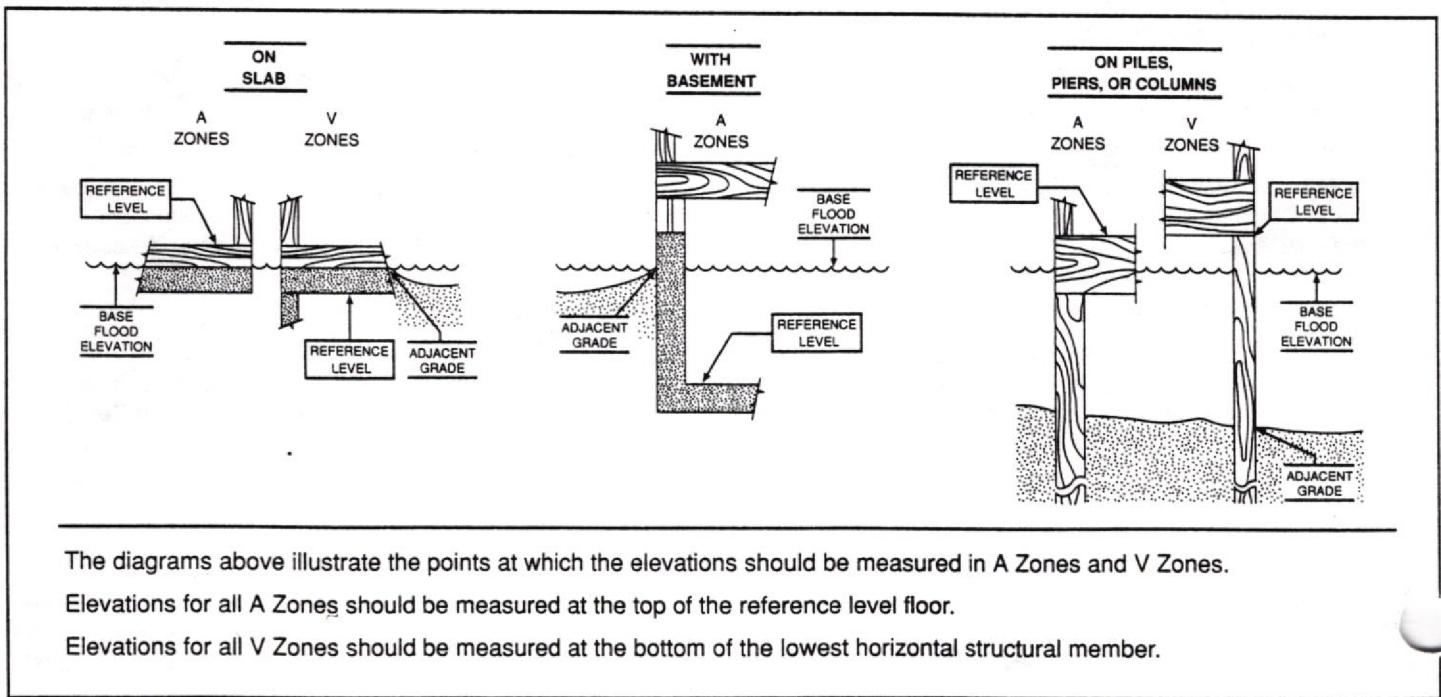 ON
SLAB
A
ZONES
V
ZONES
REFERENCE
LEVEL
BASE
FLOOD
ELEVATION
REFERENCE
LEVEL
ADJACENT
GRADE
WITH
BASEMENT
A
ZONES
BASE
FLOOD
ELEVATION
ADJACENT
GRADE
REFERENCE
LEVEL
ON PILES,
PIERS, OR COLUMNS
A
ZONES
V
ZONES
REFERENCE
LEVEL
REFERENCE
LEVEL
BASE
FLOOD
ELEVATION
ADJACENT
GRADE
The diagrams above illustrate the points at which the elevations should be measured in A Zones and V Zones.
Elevations for all A Zones should be measured at the top of the reference level floor.
Elevations for all V Zones should be measured at the bottom of the lowest horizontal structural member.